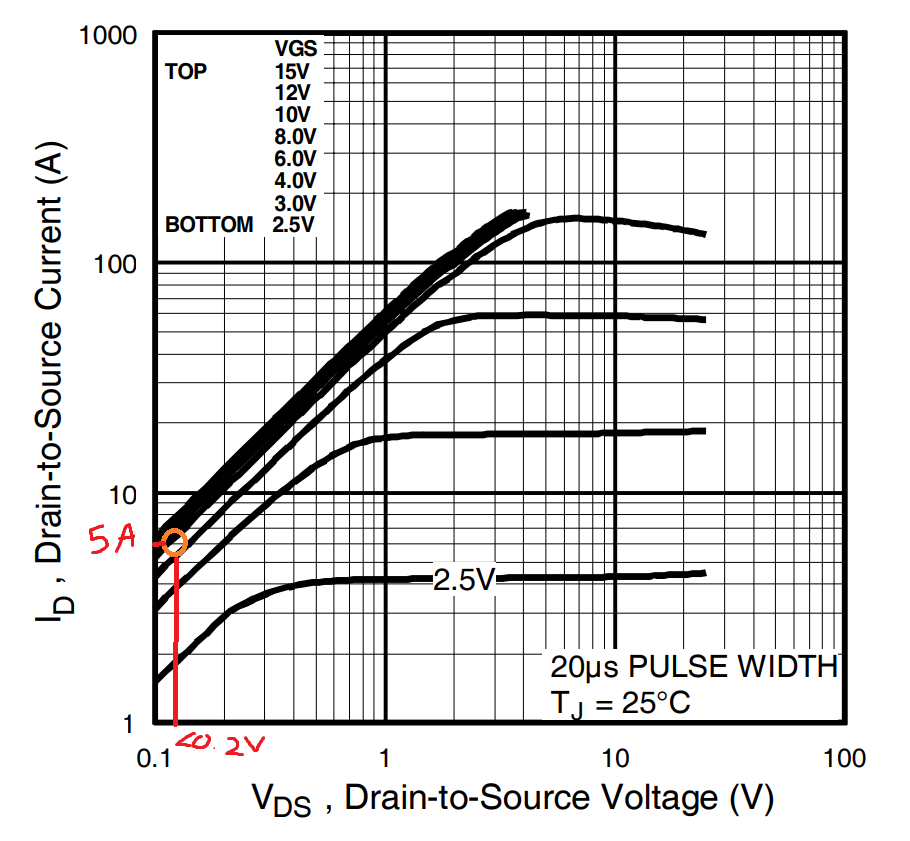 1000
VGS
TOP 15V
12V
10V
8.0V
6.0V
4.0V
3.0V
BOTTOM 2.5V
100
10
5A
1
2.5V
20µs PULSE WIDTH
TJ = 25°C
<0.2V
0.1 1 10 100
VDS , Drain-to-Source Voltage (V)
ID , Drain-to-Source Current (A)